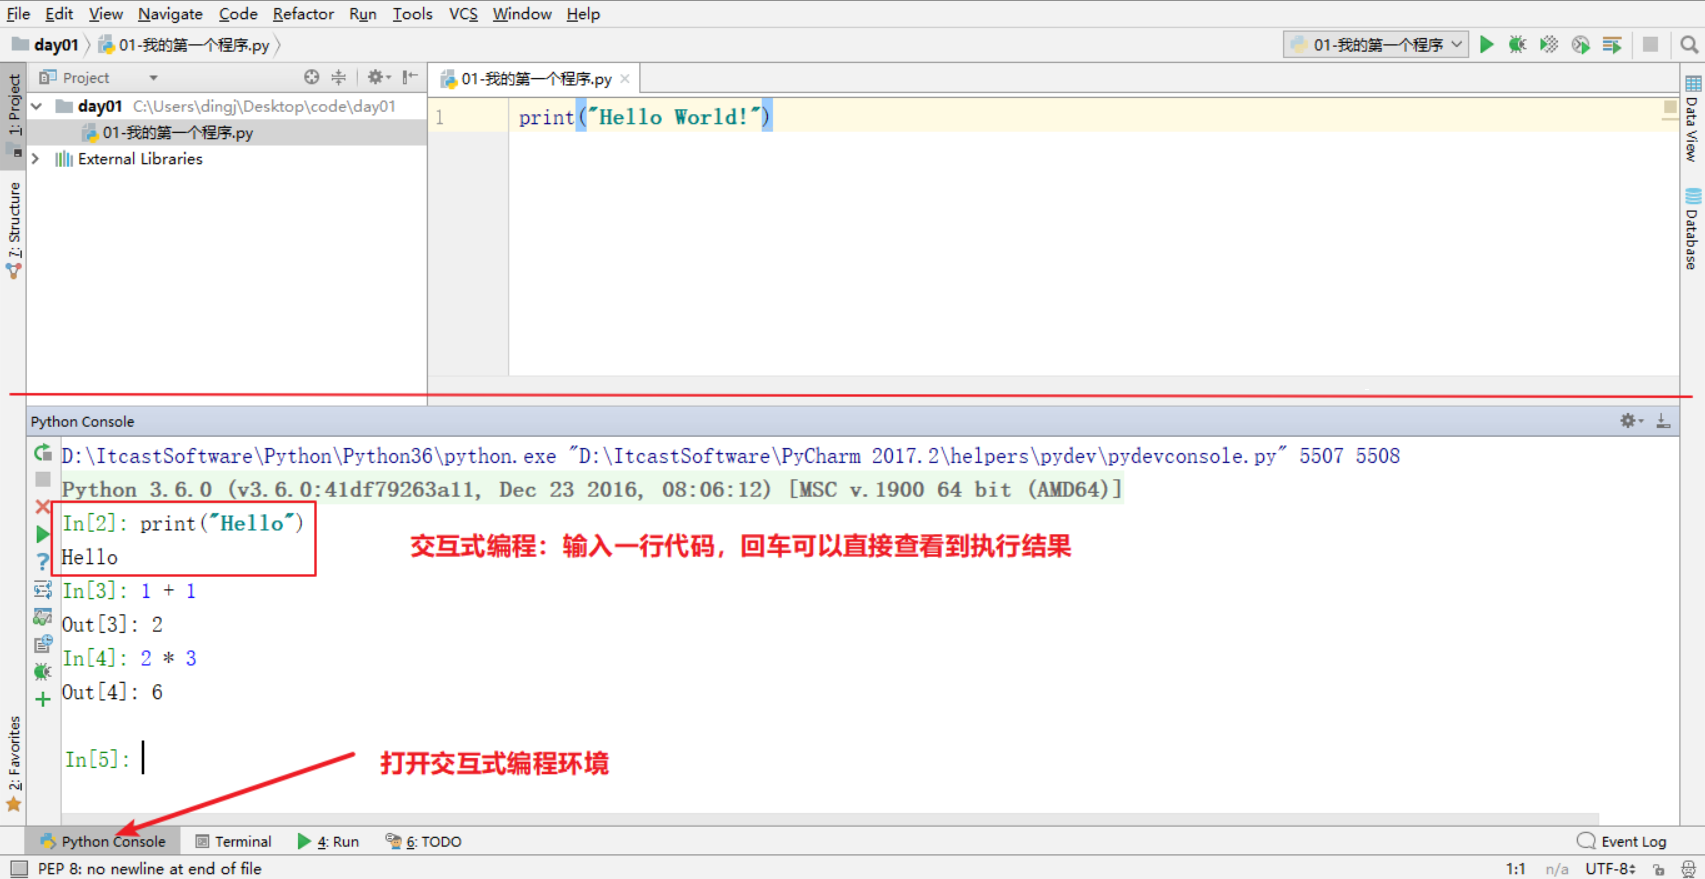 File Edit View Navigate Code Refactor Run Tools VCS Window Help
day01 01-我的第一个程序.py
01-我的第一个程序
Project
01-我的第一个程序.py
1: Project
day01 C:\Users\dingj\Desktop\code\day01
01-我的第一个程序.py
External Libraries
1 print("Hello World!")
Data View
Database
7: Structure
Python Console
D:\ItcastSoftware\Python\Python36\python.exe "D:\ItcastSoftware\PyCharm 2017.2\helpers\pydev\pydevconsole.py" 5507 5508
Python 3.6.0 (v3.6.0:41df79263a11, Dec 23 2016, 08:06:12) [MSC v.1900 64 bit (AMD64)]
In[2]: print("Hello")
Hello
交互式编程：输入一行代码，回车可以直接查看到执行结果
In[3]: 1 + 1
Out[3]: 2
In[4]: 2 * 3
Out[4]: 6
In[5]:
打开交互式编程环境
2: Favorites
Python Console Terminal 4: Run 6: TODO Event Log
PEP 8: no newline at end of file 1:1 n/a UTF-8